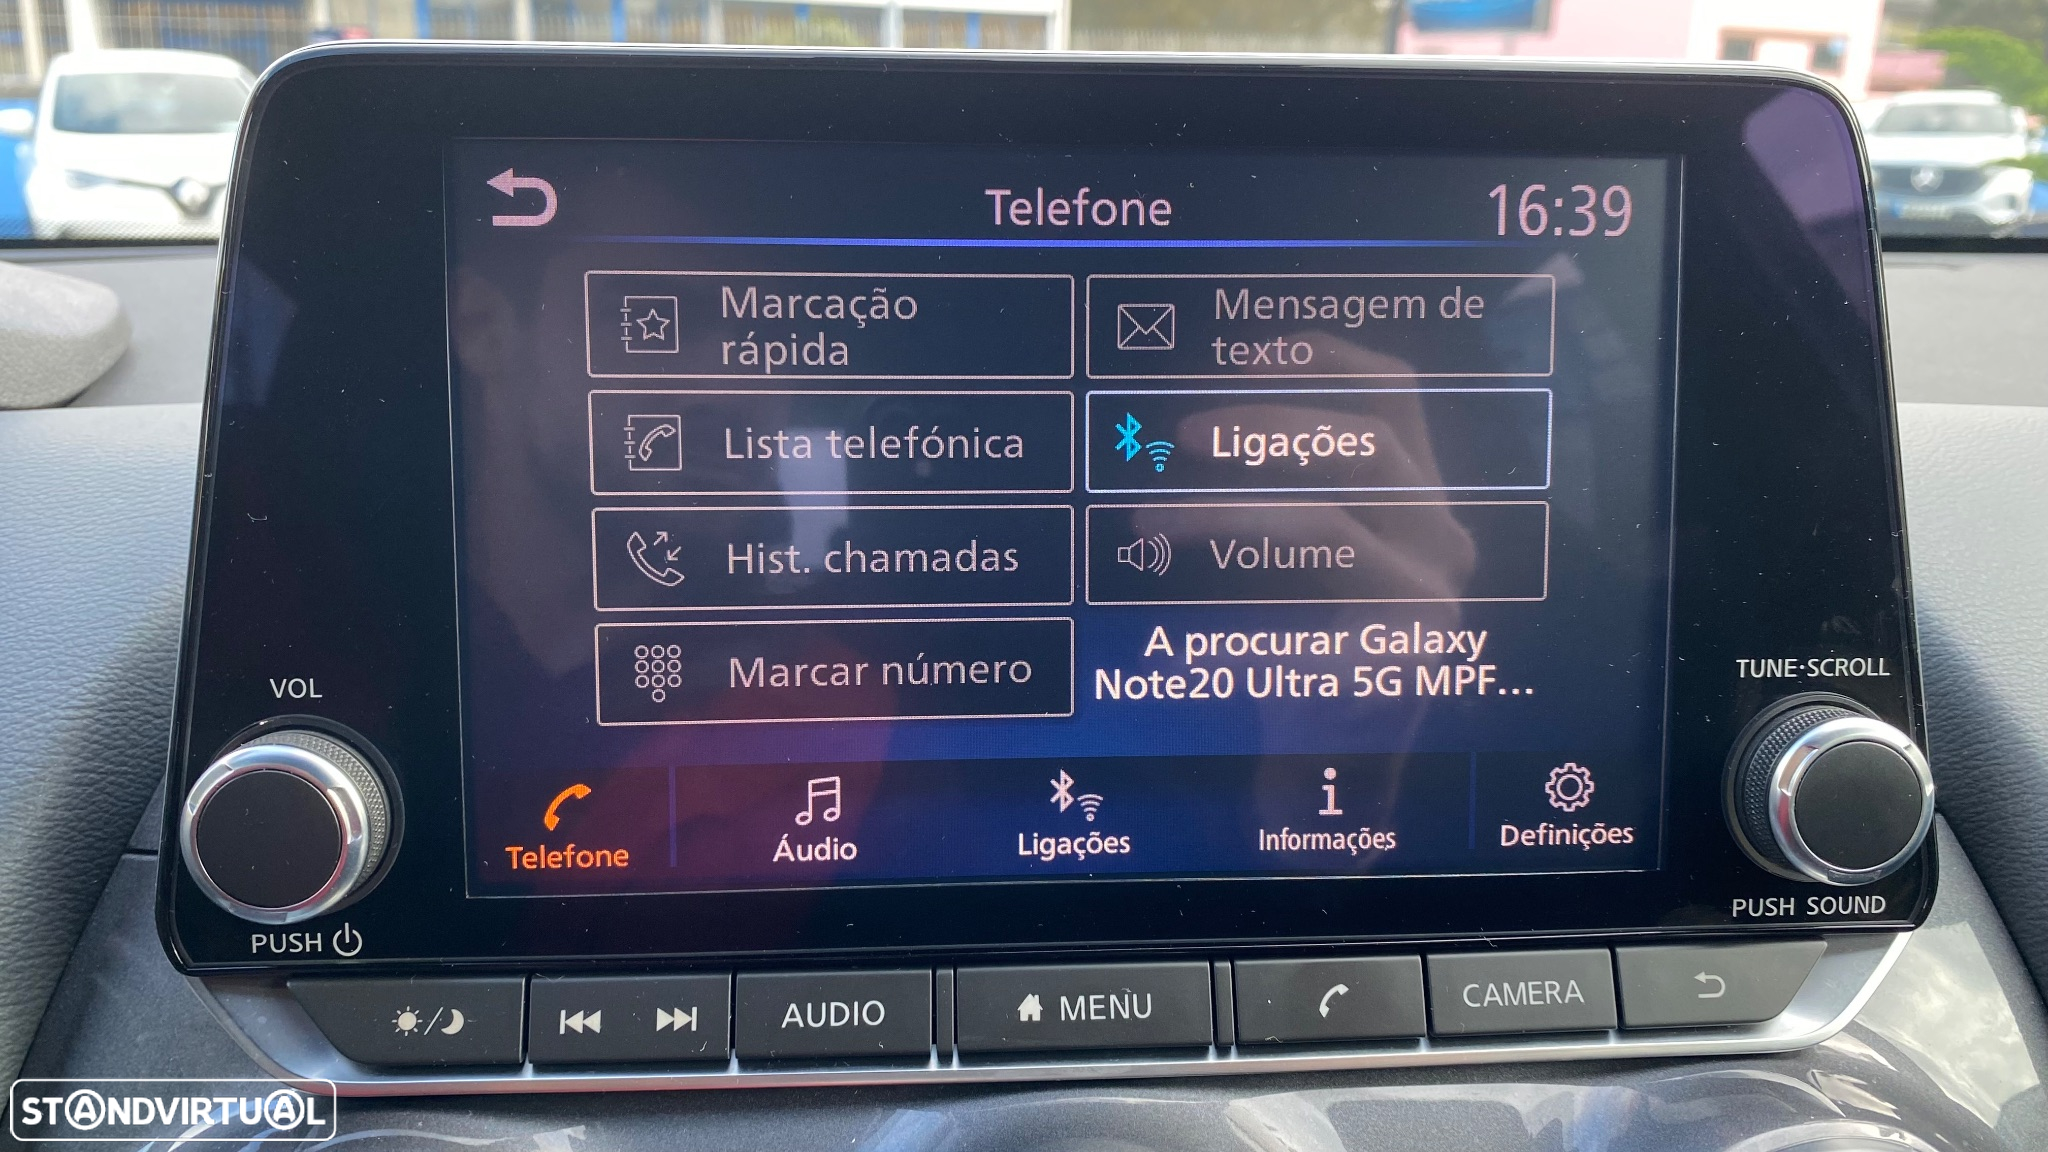 Telefone
16:39
Marcação
rápida
Mensagem de
texto
Lista telefónica
Ligações
Hist. chamadas
Volume
Marcar número
A procurar Galaxy
Note20 Ultra 5G MPF...
Telefone
Áudio
Ligações
Informações
Definições
VOL
PUSH
TUNE·SCROLL
PUSH SOUND
AUDIO
MENU
CAMERA
STANDVIRTUAL